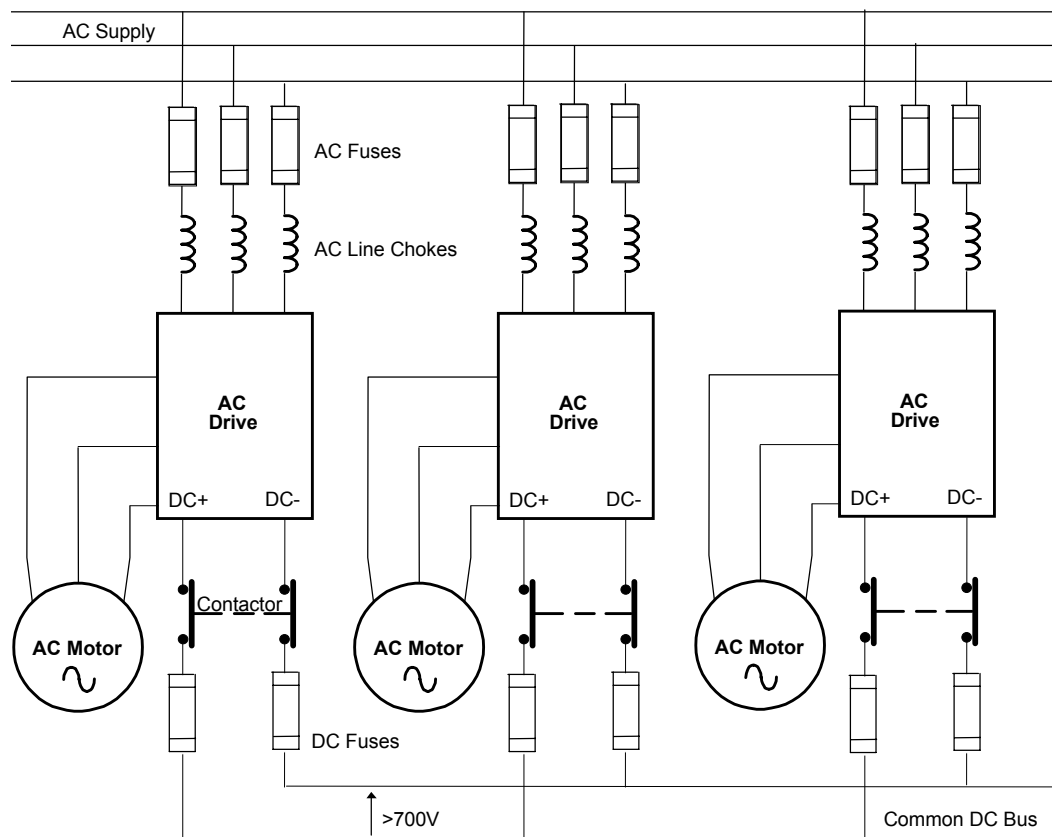 AC Supply
AC Fuses
AC Line Chokes
AC
Drive
DC+ DC-
AC
Drive
DC+ DC-
AC
Drive
DC+ DC-
Contactor
AC Motor
AC Motor
AC Motor
DC Fuses
>700V
Common DC Bus